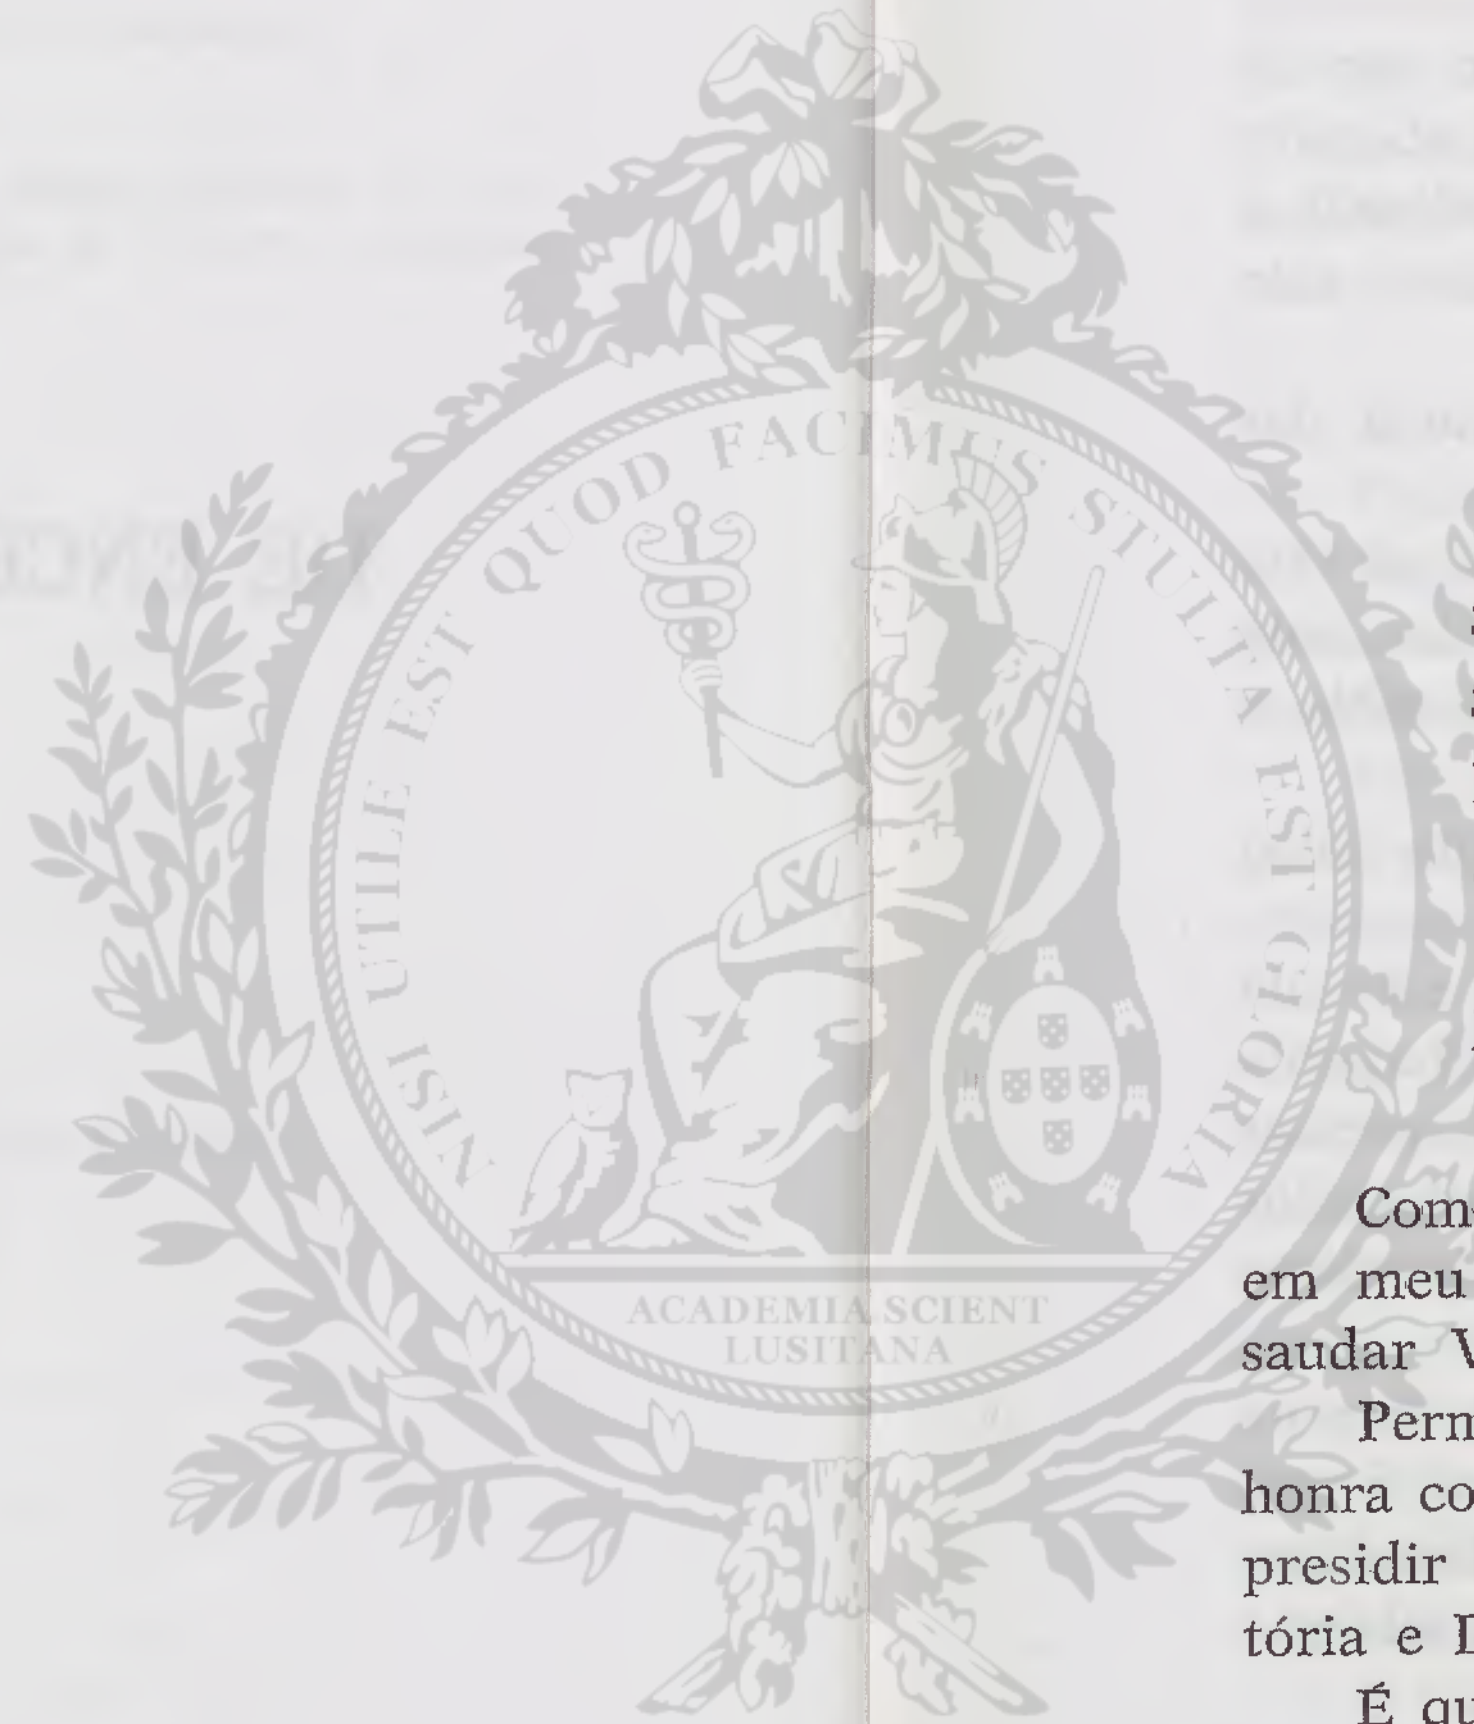 NISI UTILE EST QUOD FACIMUS STULTA EST GLORIA
ACADEMIA SCIENT
LUSITANA
Com
em meu
saudar V
Perm
honra co
presidir
tória e D
É qu